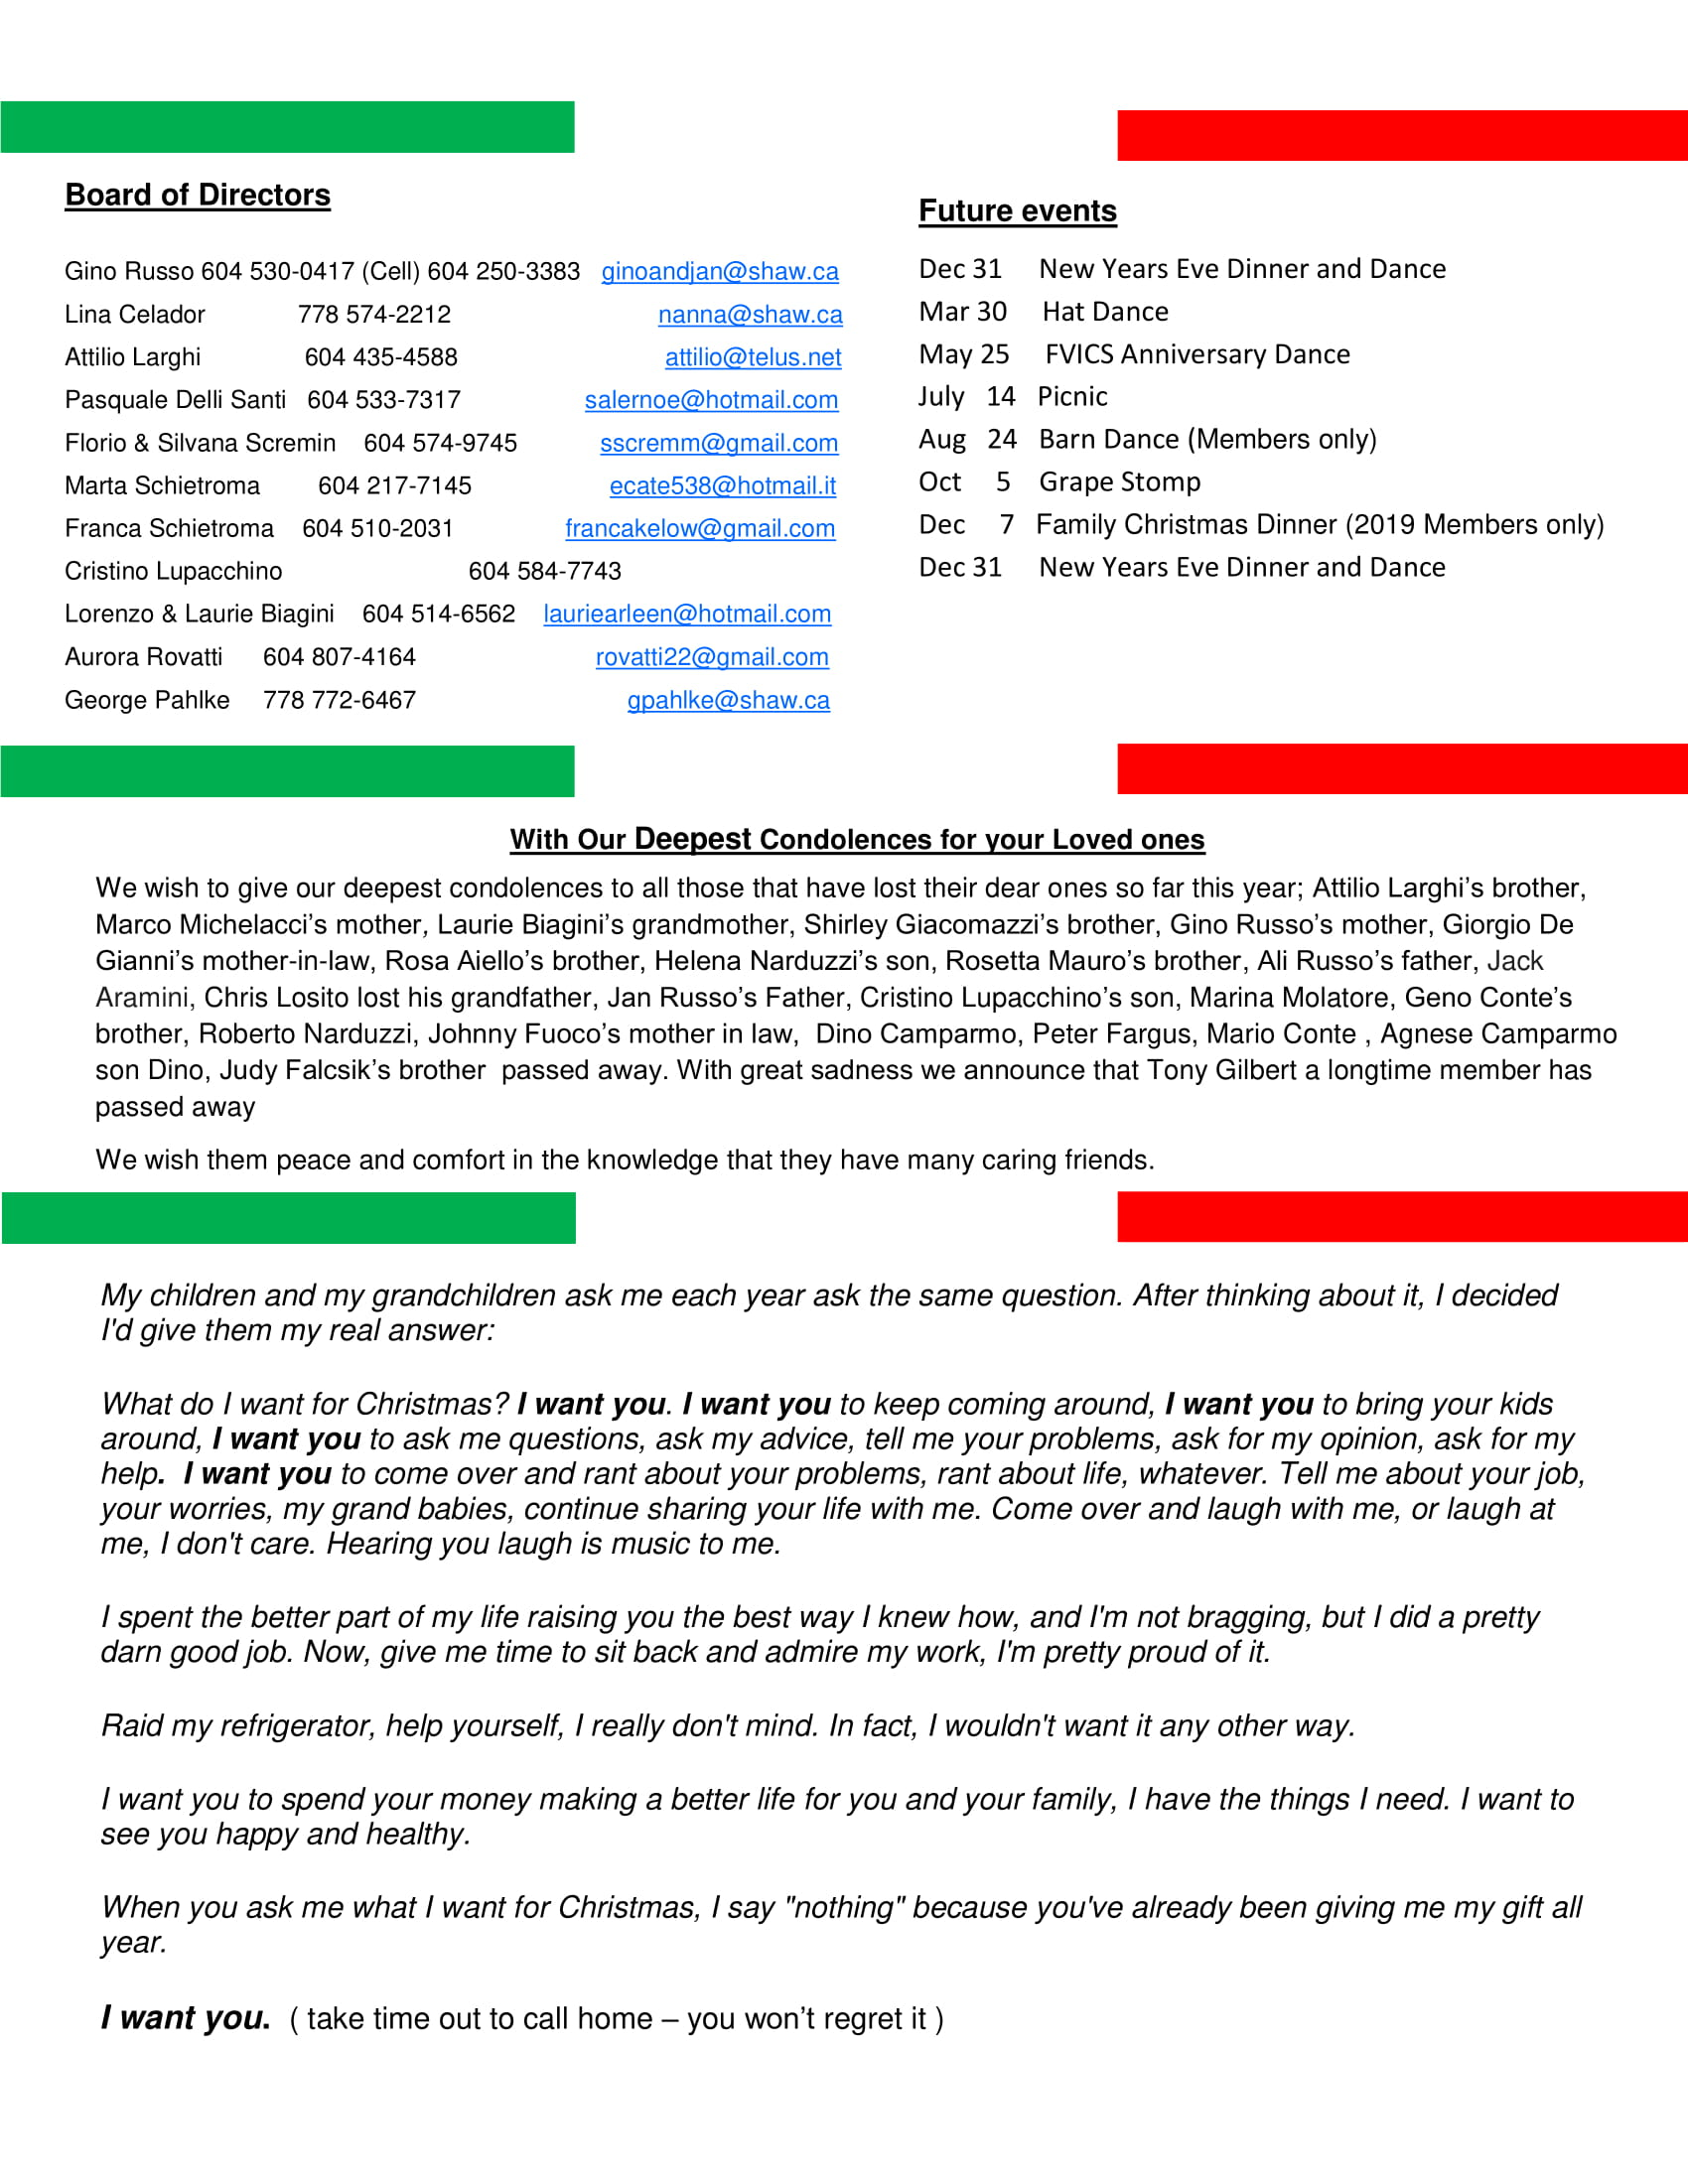 Board of Directors
Gino Russo 604 530-0417 (Cell) 604 250-3383 ginoandjan@shaw.ca
Lina Celador 778 574-2212 nanna@shaw.ca
Attilio Larghi 604 435-4588 attilio@telus.net
Pasquale Delli Santi 604 533-7317 salernoe@hotmail.com
Florio & Silvana Scremin 604 574-9745 sscremm@gmail.com
Marta Schietroma 604 217-7145 ecate538@hotmail.it
Franca Schietroma 604 510-2031 francakelow@gmail.com
Cristino Lupacchino 604 584-7743
Lorenzo & Laurie Biagini 604 514-6562 lauriearleen@hotmail.com
Aurora Rovatti 604 807-4164 rovatti22@gmail.com
George Pahlke 778 772-6467 gpahlke@shaw.ca
Future events
Dec 31 New Years Eve Dinner and Dance
Mar 30 Hat Dance
May 25 FVICS Anniversary Dance
July 14 Picnic
Aug 24 Barn Dance (Members only)
Oct 5 Grape Stomp
Dec 7 Family Christmas Dinner (2019 Members only)
Dec 31 New Years Eve Dinner and Dance
With Our Deepest Condolences for your Loved ones
We wish to give our deepest condolences to all those that have lost their dear ones so far this year; Attilio Larghi’s brother,
Marco Michelacci’s mother, Laurie Biagini’s grandmother, Shirley Giacomazzi’s brother, Gino Russo’s mother, Giorgio De
Gianni’s mother-in-law, Rosa Aiello’s brother, Helena Narduzzi’s son, Rosetta Mauro’s brother, Ali Russo’s father, Jack
Aramini, Chris Losito lost his grandfather, Jan Russo’s Father, Cristino Lupacchino’s son, Marina Molatore, Geno Conte’s
brother, Roberto Narduzzi, Johnny Fuoco’s mother in law, Dino Camparmo, Peter Fargus, Mario Conte , Agnese Camparmo
son Dino, Judy Falcsik’s brother passed away. With great sadness we announce that Tony Gilbert a longtime member has
passed away
We wish them peace and comfort in the knowledge that they have many caring friends.
My children and my grandchildren ask me each year ask the same question. After thinking about it, I decided
I'd give them my real answer:
What do I want for Christmas? I want you. I want you to keep coming around, I want you to bring your kids
around, I want you to ask me questions, ask my advice, tell me your problems, ask for my opinion, ask for my
help. I want you to come over and rant about your problems, rant about life, whatever. Tell me about your job,
your worries, my grand babies, continue sharing your life with me. Come over and laugh with me, or laugh at
me, I don't care. Hearing you laugh is music to me.
I spent the better part of my life raising you the best way I knew how, and I'm not bragging, but I did a pretty
darn good job. Now, give me time to sit back and admire my work, I'm pretty proud of it.
Raid my refrigerator, help yourself, I really don't mind. In fact, I wouldn't want it any other way.
I want you to spend your money making a better life for you and your family, I have the things I need. I want to
see you happy and healthy.
When you ask me what I want for Christmas, I say "nothing" because you've already been giving me my gift all
year.
I want you. ( take time out to call home – you won’t regret it )